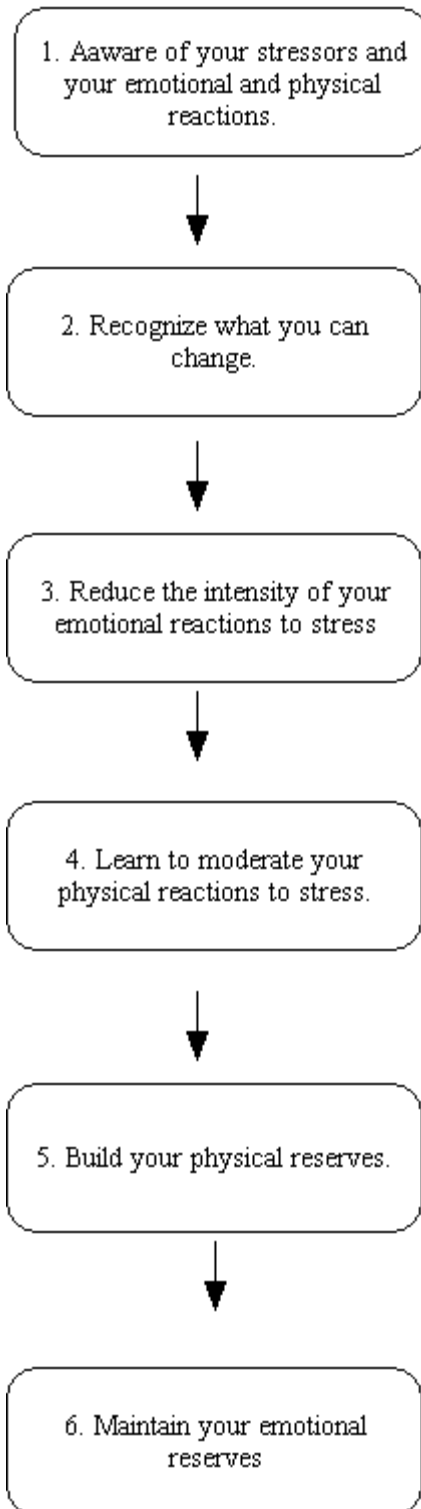 1. Aaware of your stressors and
your emotional and physical
reactions.
2. Recognize what you can
change.
3. Reduce the intensity of your
emotional reactions to stress
4. Learn to moderate your
physical reactions to stress.
5. Build your physical reserves.
6. Maintain your emotional
reserves